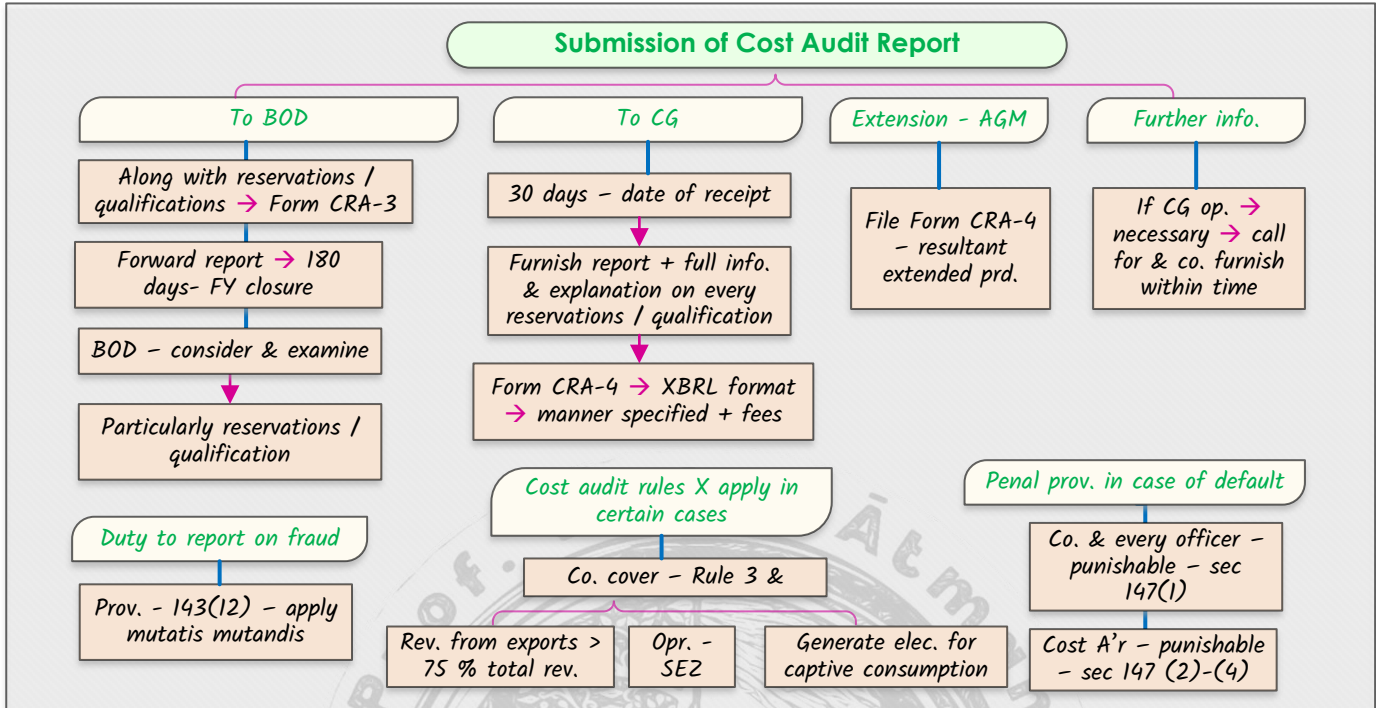 Submission of Cost Audit Report
To BOD
Along with reservations /
qualifications → Form CRA-3
Forward report → 180
days- FY closure
BOD – consider & examine
Particularly reservations /
qualification
To CG
30 days – date of receipt
Furnish report + full info.
& explanation on every
reservations / qualification
Form CRA-4 → XBRL format
→ manner specified + fees
Extension - AGM
File Form CRA-4
– resultant
extended prd.
Further info.
If CG op. →
necessary → call
for & co. furnish
within time
Duty to report on fraud
Prov. - 143(12) – apply
mutatis mutandis
Cost audit rules X apply in
certain cases
Co. cover – Rule 3 &
Rev. from exports >
75 % total rev.
Opr. -
SEZ
Generate elec. for
captive consumption
Penal prov. in case of default
Co. & every officer –
punishable – sec
147(1)
Cost A'r – punishable
– sec 147 (2)-(4)